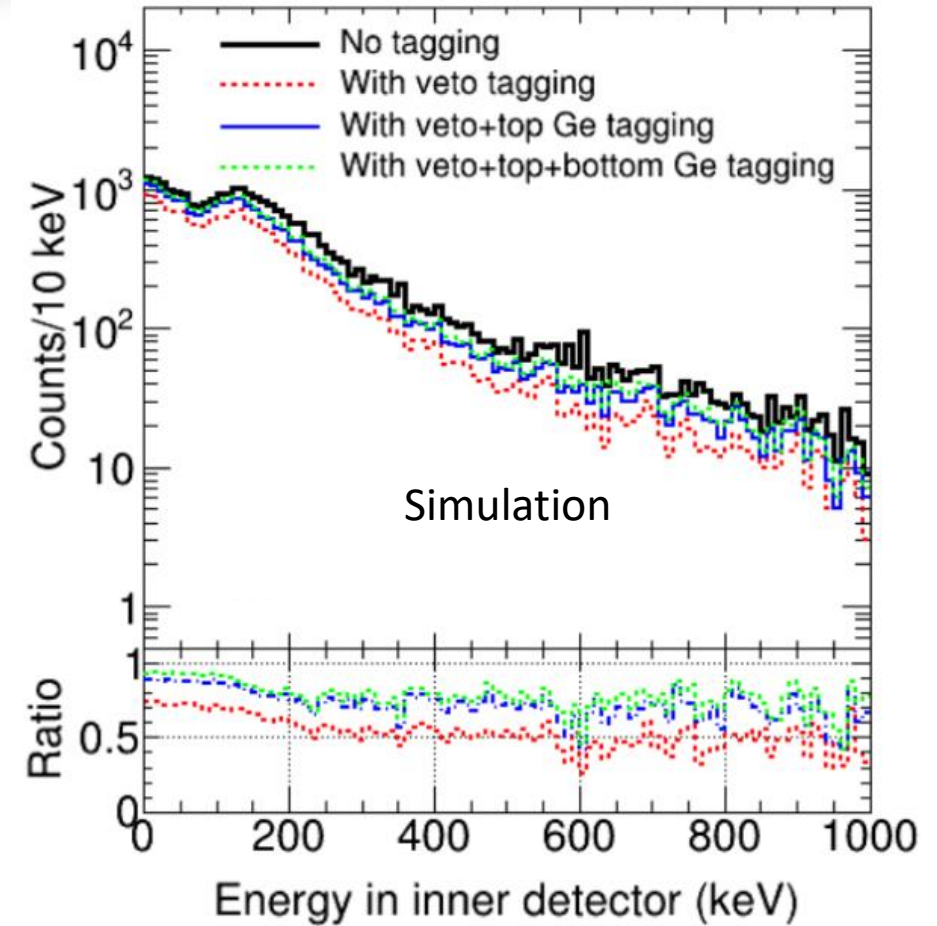 10⁴
10³
10²
10
1
Counts/10 keV
No tagging
With veto tagging
With veto+top Ge tagging
With veto+top+bottom Ge tagging
Simulation
1
0.5
0
Ratio
0 200 400 600 800 1000
Energy in inner detector (keV)